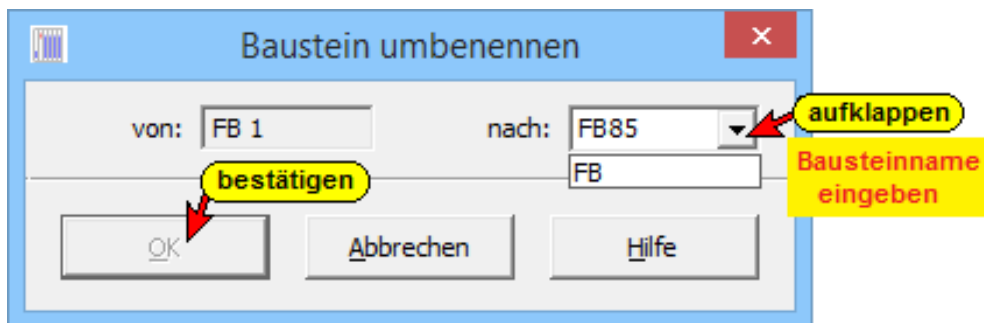 Baustein umbenennen
von: FB 1 nach: FB85
aufklappen
FB
Bausteinname
eingeben
bestätigen
OK Abbrechen Hilfe